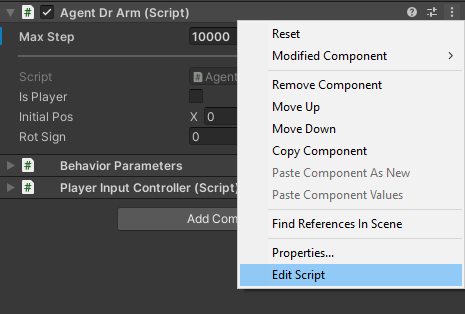 Agent Dr Arm (Script)
Max Step 10000
Script # Agent
Is Player
Initial Pos X 0
Rot Sign 0
# Behavior Parameters
# Player Input Controller (Script)
Add Com
Reset
Modified Component
Remove Component
Move Up
Move Down
Copy Component
Paste Component As New
Paste Component Values
Find References In Scene
Properties...
Edit Script